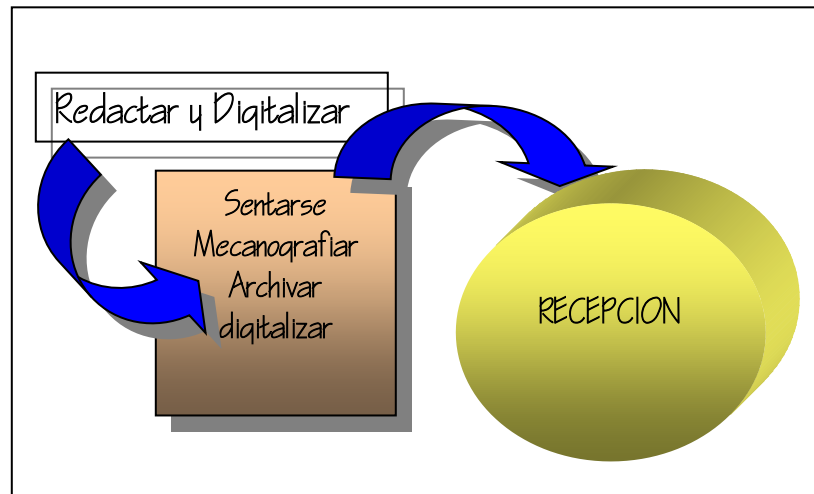 Redactar y Digitalizar
Sentarse
Mecanografiar
Archivar
digitalizar
RECEPCION